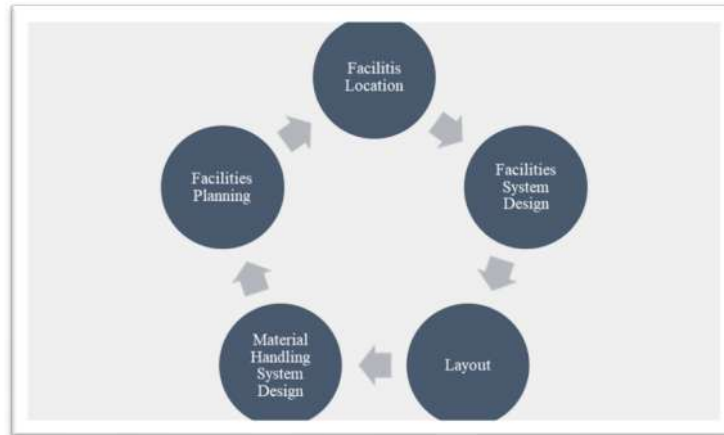 Facilitis
Location
Facilities
System
Design
Layout
Material
Handling
System
Design
Facilities
Planning